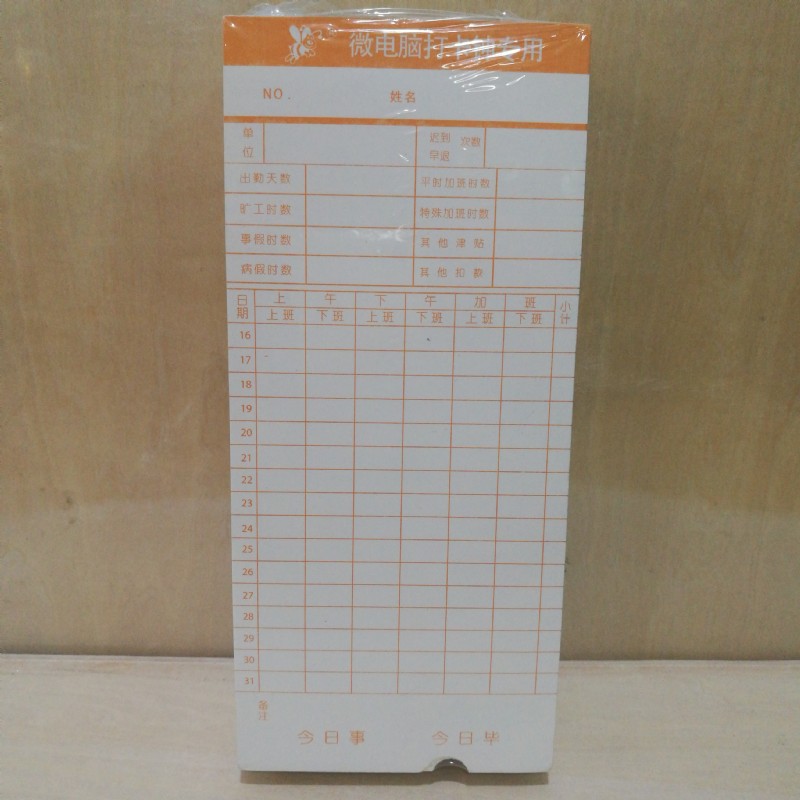 微电脑打卡钟专用
NO. 姓名
单位 迟到早退 次数
出勤天数 平时加班时数
旷工时数 特殊加班时数
事假时数 其他津贴
病假时数 其他扣款
日期 上午 下午 加班 小计
上班 下班 上班 下班 上班 下班
16
17
18
19
20
21
22
23
24
25
26
27
28
29
30
31
备注
今日事 今日毕